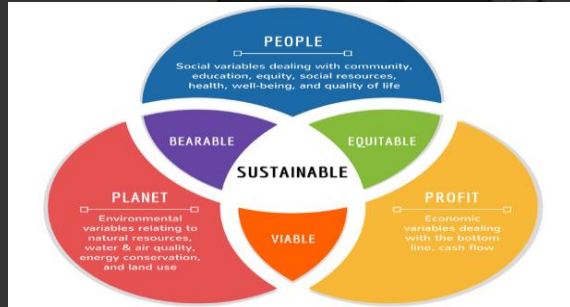 PEOPLE
Social variables dealing with community,
education, equity, social resources,
health, well-being, and quality of life
BEARABLE
EQUITABLE
SUSTAINABLE
PLANET
Environmental
variables relating to
natural resources,
water & air quality,
energy conservation,
and land use
PROFIT
Economic
variables dealing
with the bottom
line, cash flow
VIABLE